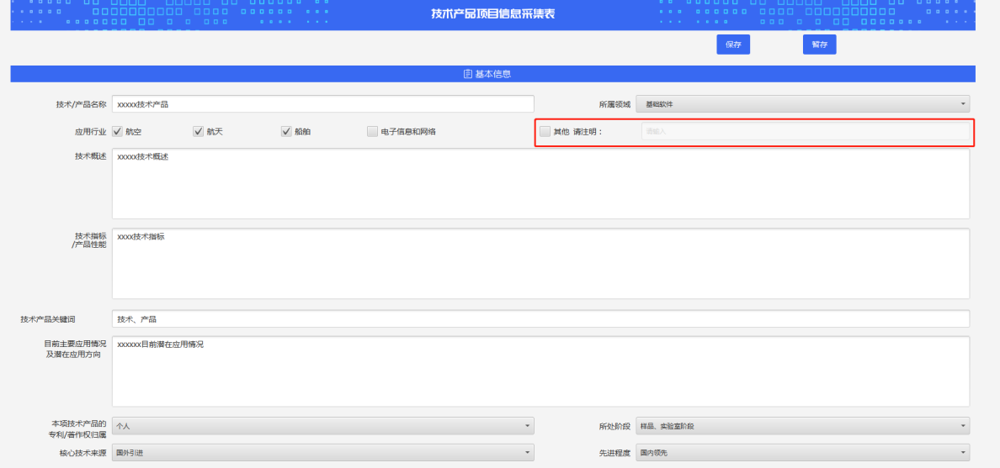 技术产品项目信息采集表
保存 暂存
基本信息
技术/产品名称 xxxxx技术产品 所属领域 基础软件
应用行业 航空 航天 船舶 电子信息和网络 其他 请注明: 请输入
技术概述 xxxxx技术概述
技术指标 xxxx技术指标
/产品性能
技术产品关键词 技术、产品
目前主要应用情况 xxxxxx目前潜在应用情况
及潜在应用方向
本项技术产品的 个人 所处阶段 样品、实验室阶段
专利/著作权归属
核心技术来源 国外引进 先进程度 国内领先